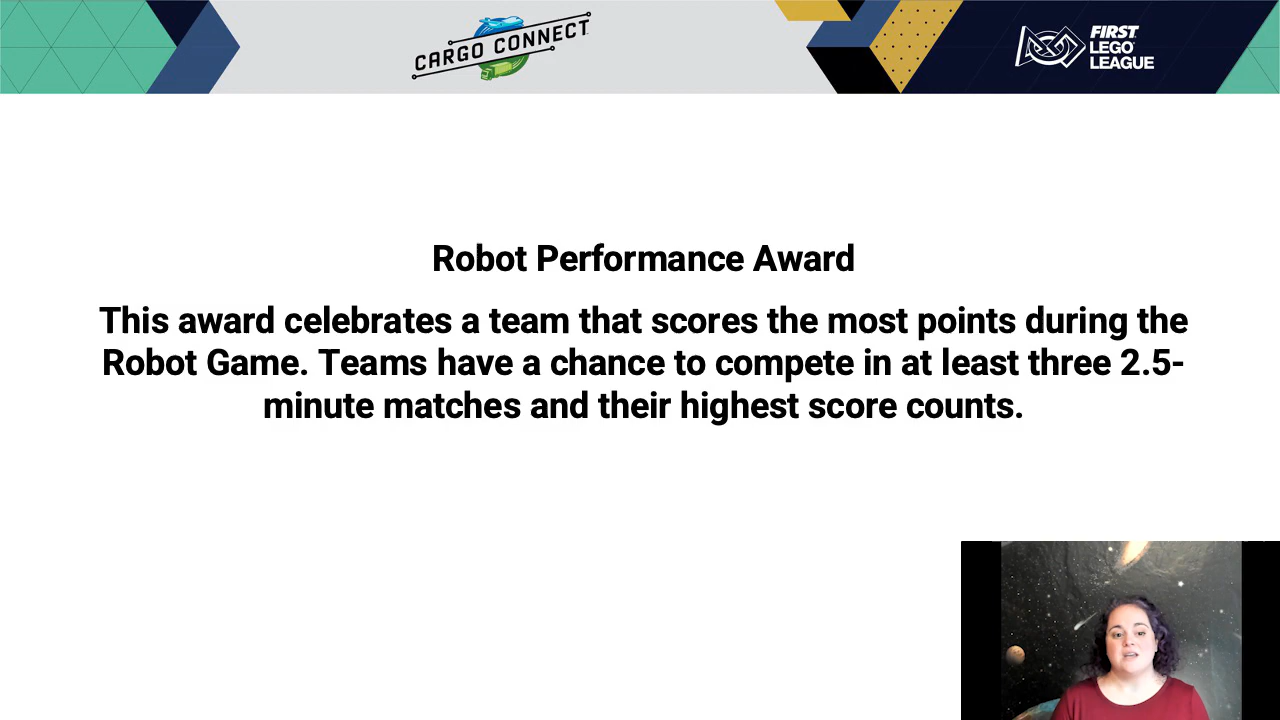 CARGO CONNECT
FIRST
LEGO
LEAGUE
Robot Performance Award
This award celebrates a team that scores the most points during the
Robot Game. Teams have a chance to compete in at least three 2.5-
minute matches and their highest score counts.